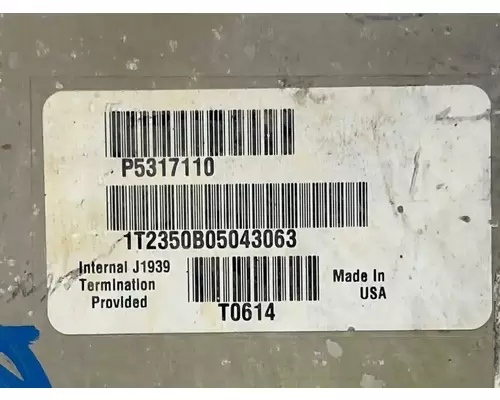 P5317110
1T2350B05043063
Internal J1939
Termination
Provided
T0614
Made In
USA